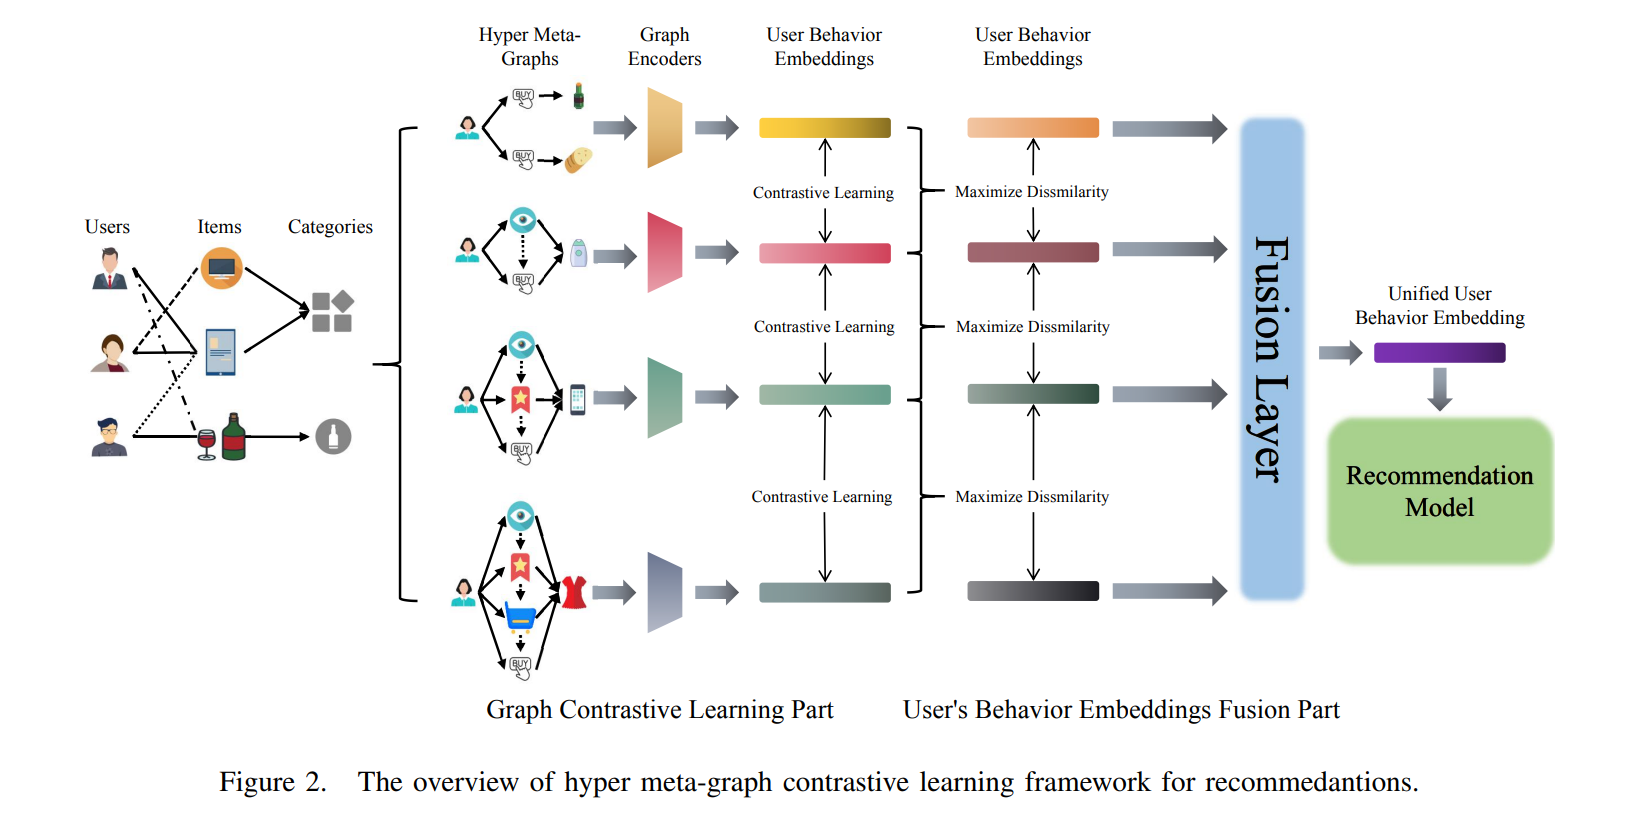 Hyper Meta-
Graphs
Graph
Encoders
User Behavior
Embeddings
User Behavior
Embeddings
Users
Items
Categories
BUY
BUY
BUY
BUY
BUY
Contrastive Learning
Contrastive Learning
Contrastive Learning
Maximize Dissmilarity
Maximize Dissmilarity
Maximize Dissmilarity
Fusion Layer
Unified User
Behavior Embedding
Recommendation
Model
Graph Contrastive Learning Part
User's Behavior Embeddings Fusion Part
Figure 2. The overview of hyper meta-graph contrastive learning framework for recommedantions.